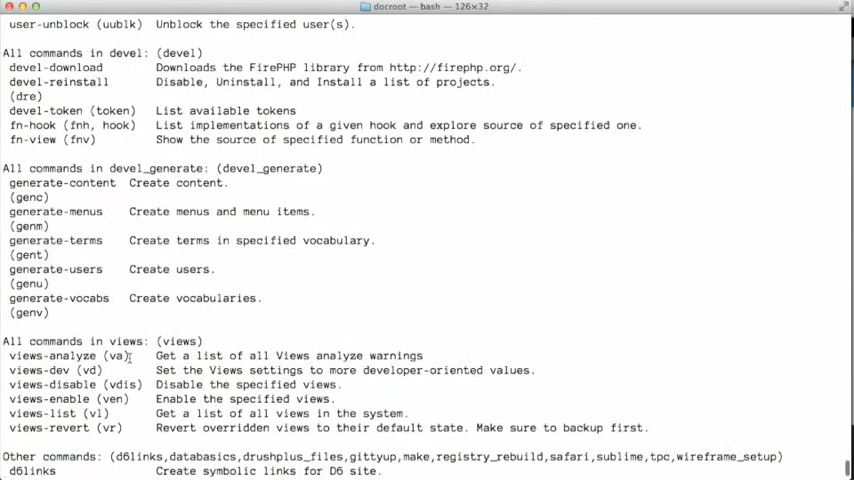 docroot — bash — 126×32
user-unblock (uublk)  Unblock the specified user(s).
All commands in devel: (devel)
devel-download        Downloads the FirePHP library from http://firephp.org/.
devel-reinstall       Disable, Uninstall, and Install a list of projects.
(dre)
devel-token (token)   List available tokens
fn-hook (fnh, hook)   List implementations of a given hook and explore source of specified one.
fn-view (fnv)         Show the source of specified function or method.
All commands in devel_generate: (devel_generate)
generate-content  Create content.
(genc)
generate-menus    Create menus and menu items.
(genm)
generate-terms    Create terms in specified vocabulary.
(gent)
generate-users    Create users.
(genu)
generate-vocabs   Create vocabularies.
(genv)
All commands in views: (views)
views-analyze (va)    Get a list of all Views analyze warnings
views-dev (vd)        Set the Views settings to more developer-oriented values.
views-disable (vdis)  Disable the specified views.
views-enable (ven)    Enable the specified views.
views-list (vl)       Get a list of all views in the system.
views-revert (vr)     Revert overridden views to their default state. Make sure to backup first.
Other commands: (d6links,databasics,drushplus_files,gittyup,make,registry_rebuild,safari,sublime,tpc,wireframe_setup)
d6links               Create symbolic links for D6 site.